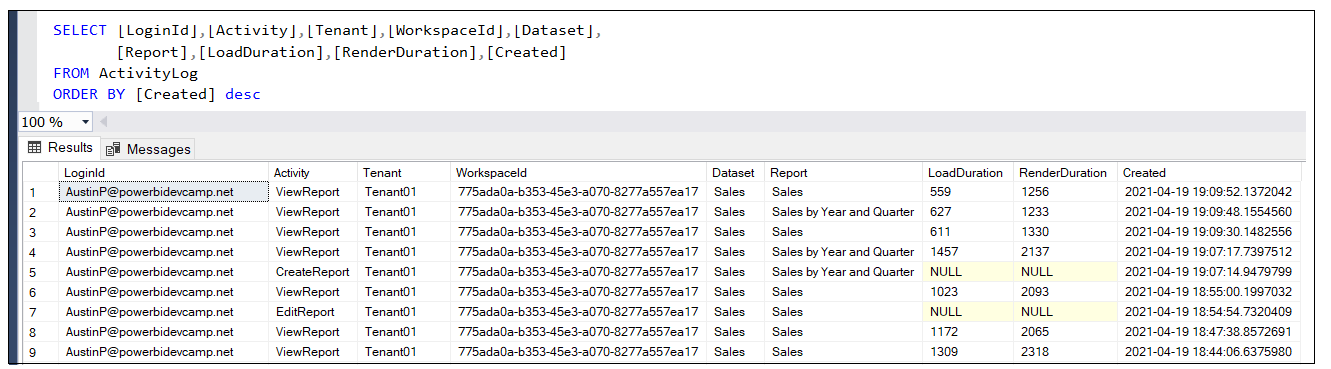 SELECT [LoginId],[Activity],[Tenant],[WorkspaceId],[Dataset],
[Report],[LoadDuration],[RenderDuration],[Created]
FROM ActivityLog
ORDER BY [Created] desc
100 %
Results Messages
LoginId Activity Tenant WorkspaceId Dataset Report LoadDuration RenderDuration Created
1 AustinP@powerbidevcamp.net ViewReport Tenant01 775ada0a-b353-45e3-a070-8277a557ea17 Sales Sales 559 1256 2021-04-19 19:09:52.1372042
2 AustinP@powerbidevcamp.net ViewReport Tenant01 775ada0a-b353-45e3-a070-8277a557ea17 Sales Sales by Year and Quarter 627 1233 2021-04-19 19:09:48.1554560
3 AustinP@powerbidevcamp.net ViewReport Tenant01 775ada0a-b353-45e3-a070-8277a557ea17 Sales Sales 611 1330 2021-04-19 19:09:30.1482556
4 AustinP@powerbidevcamp.net ViewReport Tenant01 775ada0a-b353-45e3-a070-8277a557ea17 Sales Sales by Year and Quarter 1457 2137 2021-04-19 19:07:17.7397512
5 AustinP@powerbidevcamp.net CreateReport Tenant01 775ada0a-b353-45e3-a070-8277a557ea17 Sales Sales by Year and Quarter NULL NULL 2021-04-19 19:07:14.9479799
6 AustinP@powerbidevcamp.net ViewReport Tenant01 775ada0a-b353-45e3-a070-8277a557ea17 Sales Sales 1023 2093 2021-04-19 18:55:00.1997032
7 AustinP@powerbidevcamp.net EditReport Tenant01 775ada0a-b353-45e3-a070-8277a557ea17 Sales Sales NULL NULL 2021-04-19 18:54:54.7320409
8 AustinP@powerbidevcamp.net ViewReport Tenant01 775ada0a-b353-45e3-a070-8277a557ea17 Sales Sales 1172 2065 2021-04-19 18:47:38.8572691
9 AustinP@powerbidevcamp.net ViewReport Tenant01 775ada0a-b353-45e3-a070-8277a557ea17 Sales Sales 1309 2318 2021-04-19 18:44:06.6375980